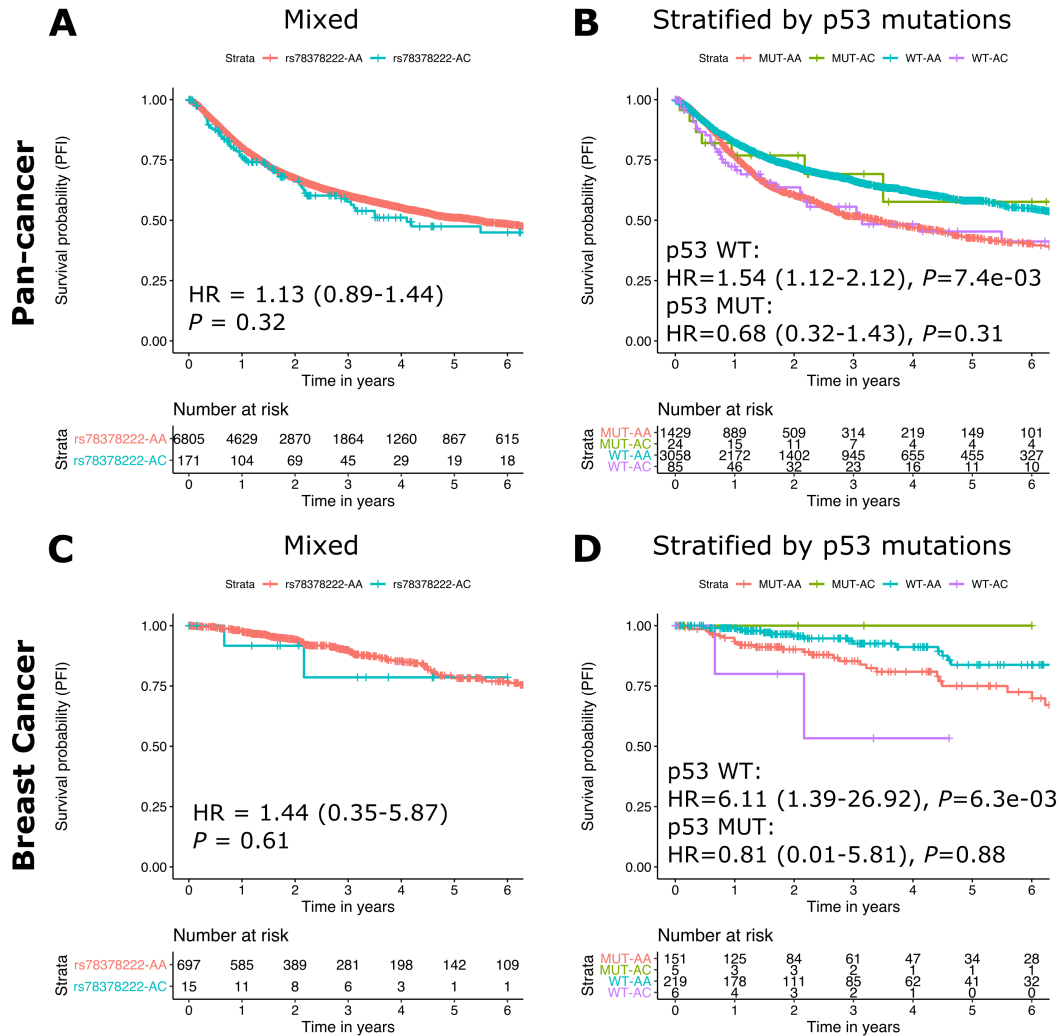 A
Mixed
Strata rs78378222-AA rs78378222-AC
Pan-cancer
Survival probability (PFI)
1.00
0.75
0.50
0.25
0.00
HR = 1.13 (0.89-1.44)
P = 0.32
0 1 2 3 4 5 6
Time in years
Number at risk
Strata
rs78378222-AA 6805 4629 2870 1864 1260 867 615
rs78378222-AC 171 104 69 45 29 19 18
0 1 2 3 4 5 6
Time in years
B
Stratified by p53 mutations
Strata MUT-AA MUT-AC WT-AA WT-AC
Survival probability (PFI)
1.00
0.75
0.50
0.25
0.00
p53 WT:
HR=1.54 (1.12-2.12), P=7.4e-03
p53 MUT:
HR=0.68 (0.32-1.43), P=0.31
0 1 2 3 4 5 6
Time in years
Number at risk
Strata
MUT-AA 1429 889 509 314 219 149 101
MUT-AC 24 15 11 7 4 4 4
WT-AA 3058 2172 1402 945 655 455 327
WT-AC 85 46 32 23 16 11 10
0 1 2 3 4 5 6
Time in years
C
Mixed
Strata rs78378222-AA rs78378222-AC
Breast Cancer
Survival probability (PFI)
1.00
0.75
0.50
0.25
0.00
HR = 1.44 (0.35-5.87)
P = 0.61
0 1 2 3 4 5 6
Time in years
Number at risk
Strata
rs78378222-AA 697 585 389 281 198 142 109
rs78378222-AC 15 11 8 6 3 1 1
0 1 2 3 4 5 6
Time in years
D
Stratified by p53 mutations
Strata MUT-AA MUT-AC WT-AA WT-AC
Survival probability (PFI)
1.00
0.75
0.50
0.25
0.00
p53 WT:
HR=6.11 (1.39-26.92), P=6.3e-03
p53 MUT:
HR=0.81 (0.01-5.81), P=0.88
0 1 2 3 4 5 6
Time in years
Number at risk
Strata
MUT-AA 151 125 84 61 47 34 28
MUT-AC 5 3 3 2 1 1 1
WT-AA 219 178 111 85 62 41 32
WT-AC 6 4 3 2 1 0 0
0 1 2 3 4 5 6
Time in years